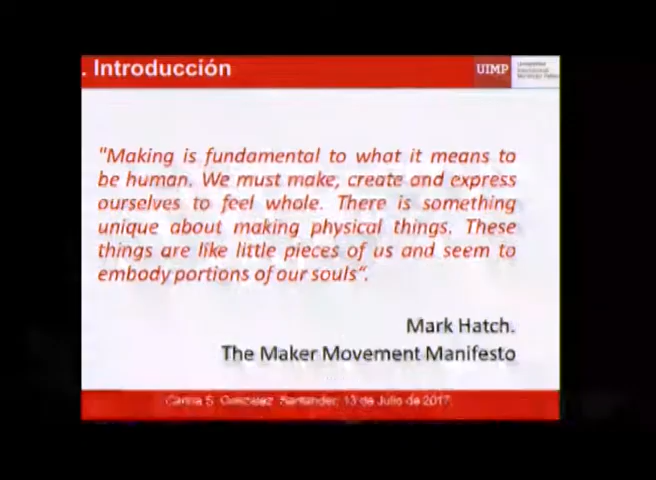 . Introducción
UIMP
"Making is fundamental to what it means to
be human. We must make, create and express
ourselves to feel whole. There is something
unique about making physical things. These
things are like little pieces of us and seem to
embody portions of our souls“.
Mark Hatch.
The Maker Movement Manifesto
Carina S. González. Santander, 13 de Julio de 2017